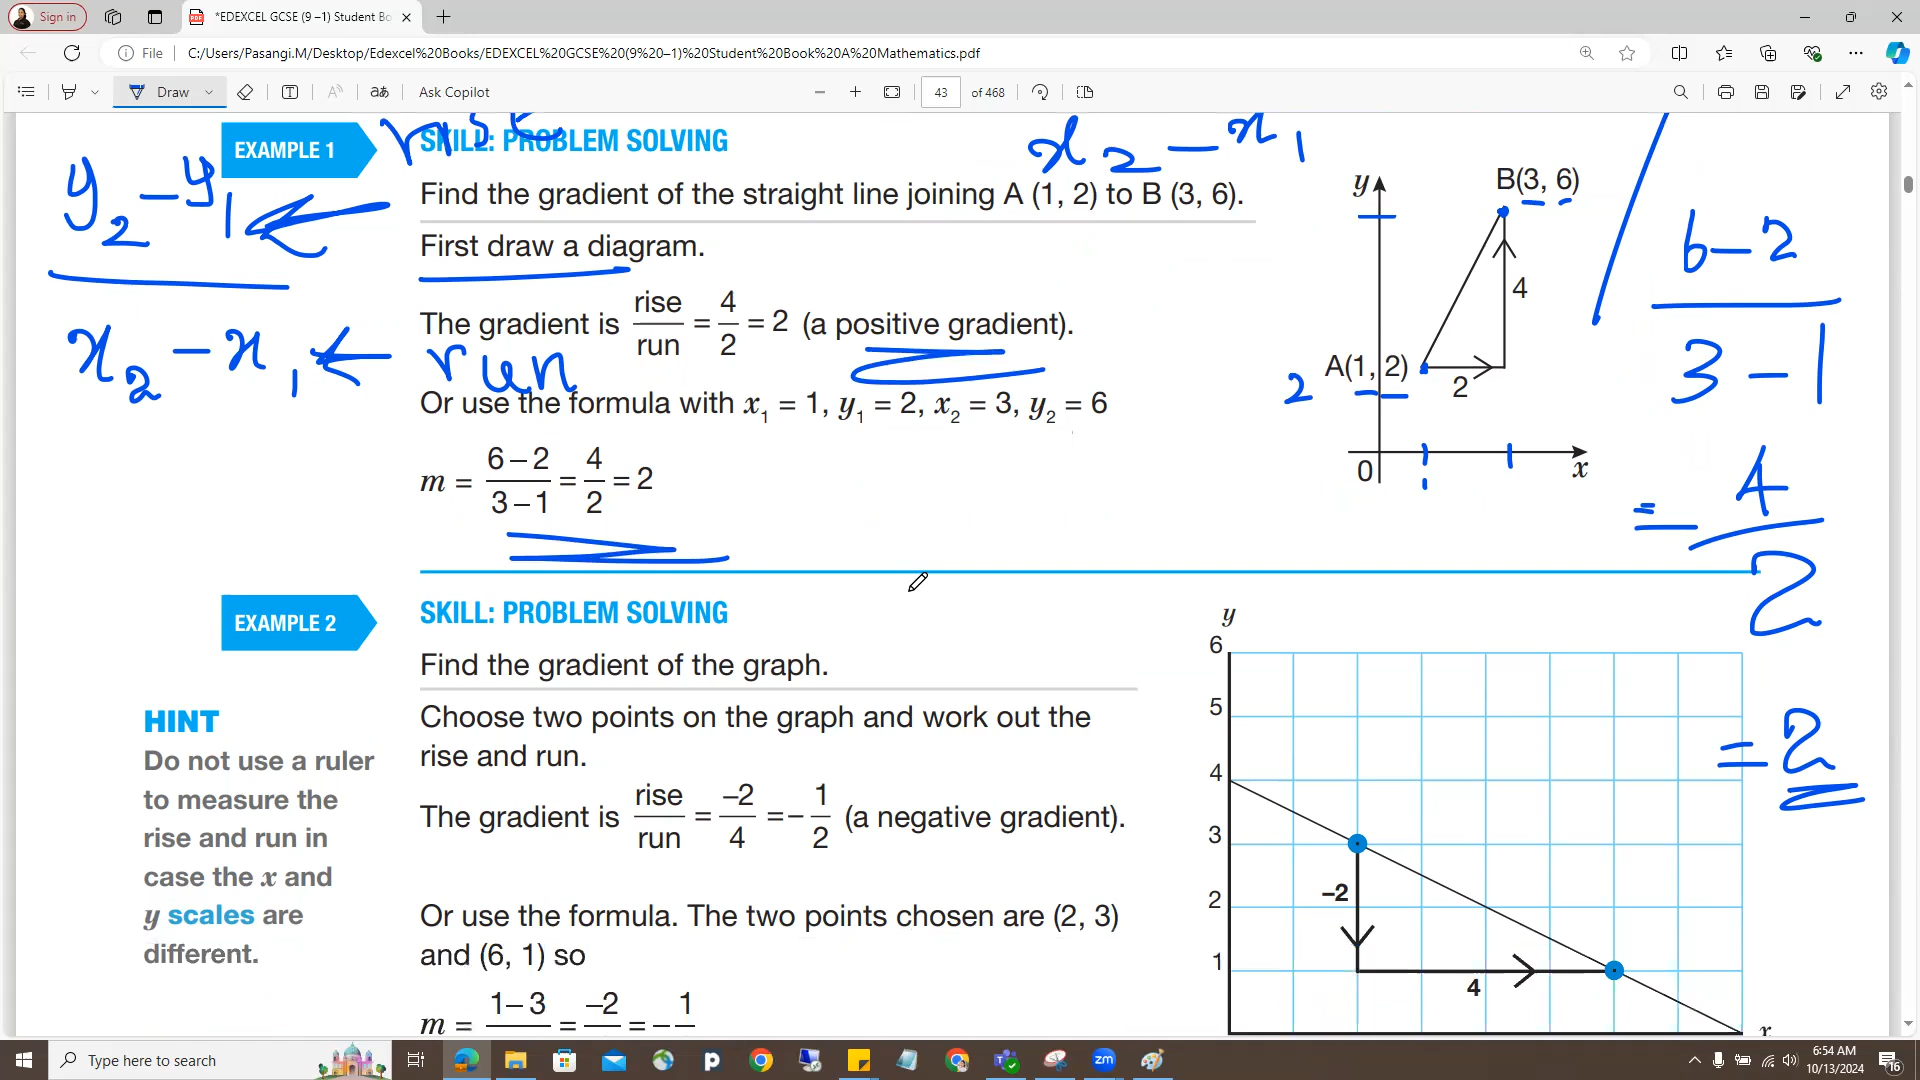 Sign in
*EDEXCEL GCSE (9 –1) Student Bo
File
C:/Users/Pasangi.M/Desktop/Edexcel%20Books/EDEXCEL%20GCSE%20(9%20–1)%20Student%20Book%20A%20Mathematics.pdf
Draw
aあ
Ask Copilot
43
of 468
rise
EXAMPLE 1
SKILL: PROBLEM SOLVING
x2 – x1
y2 – y1
Find the gradient of the straight line joining A (1, 2) to B (3, 6).
First draw a diagram.
The gradient is rise/run = 4/2 = 2 (a positive gradient).
x2 – x1
run
Or use the formula with x1 = 1, y1 = 2, x2 = 3, y2 = 6
m = 6 – 2/3 – 1 = 4/2 = 2
y
B(3, 6)
4
A(1, 2)
2
2
0
x
6 – 2
3 – 1
= 4
2
= 2
EXAMPLE 2
SKILL: PROBLEM SOLVING
Find the gradient of the graph.
Choose two points on the graph and work out the
rise and run.
The gradient is rise/run = –2/4 = – 1/2 (a negative gradient).
Or use the formula. The two points chosen are (2, 3)
and (6, 1) so
m = 1 – 3 = –2 = – 1
HINT
Do not use a ruler
to measure the
rise and run in
case the x and
y scales are
different.
y
6
5
4
3
2
1
–2
4
x
Type here to search
zm
6:54 AM
10/13/2024
16